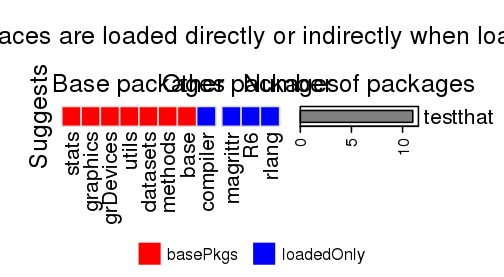 aces are loaded directly or indirectly when loa
Base packages
Other packages
Number of packages
Suggests
testthat
stats
graphics
grDevices
utils
datasets
methods
base
compiler
magrittr
R6
rlang
0
5
10
basePkgs
loadedOnly